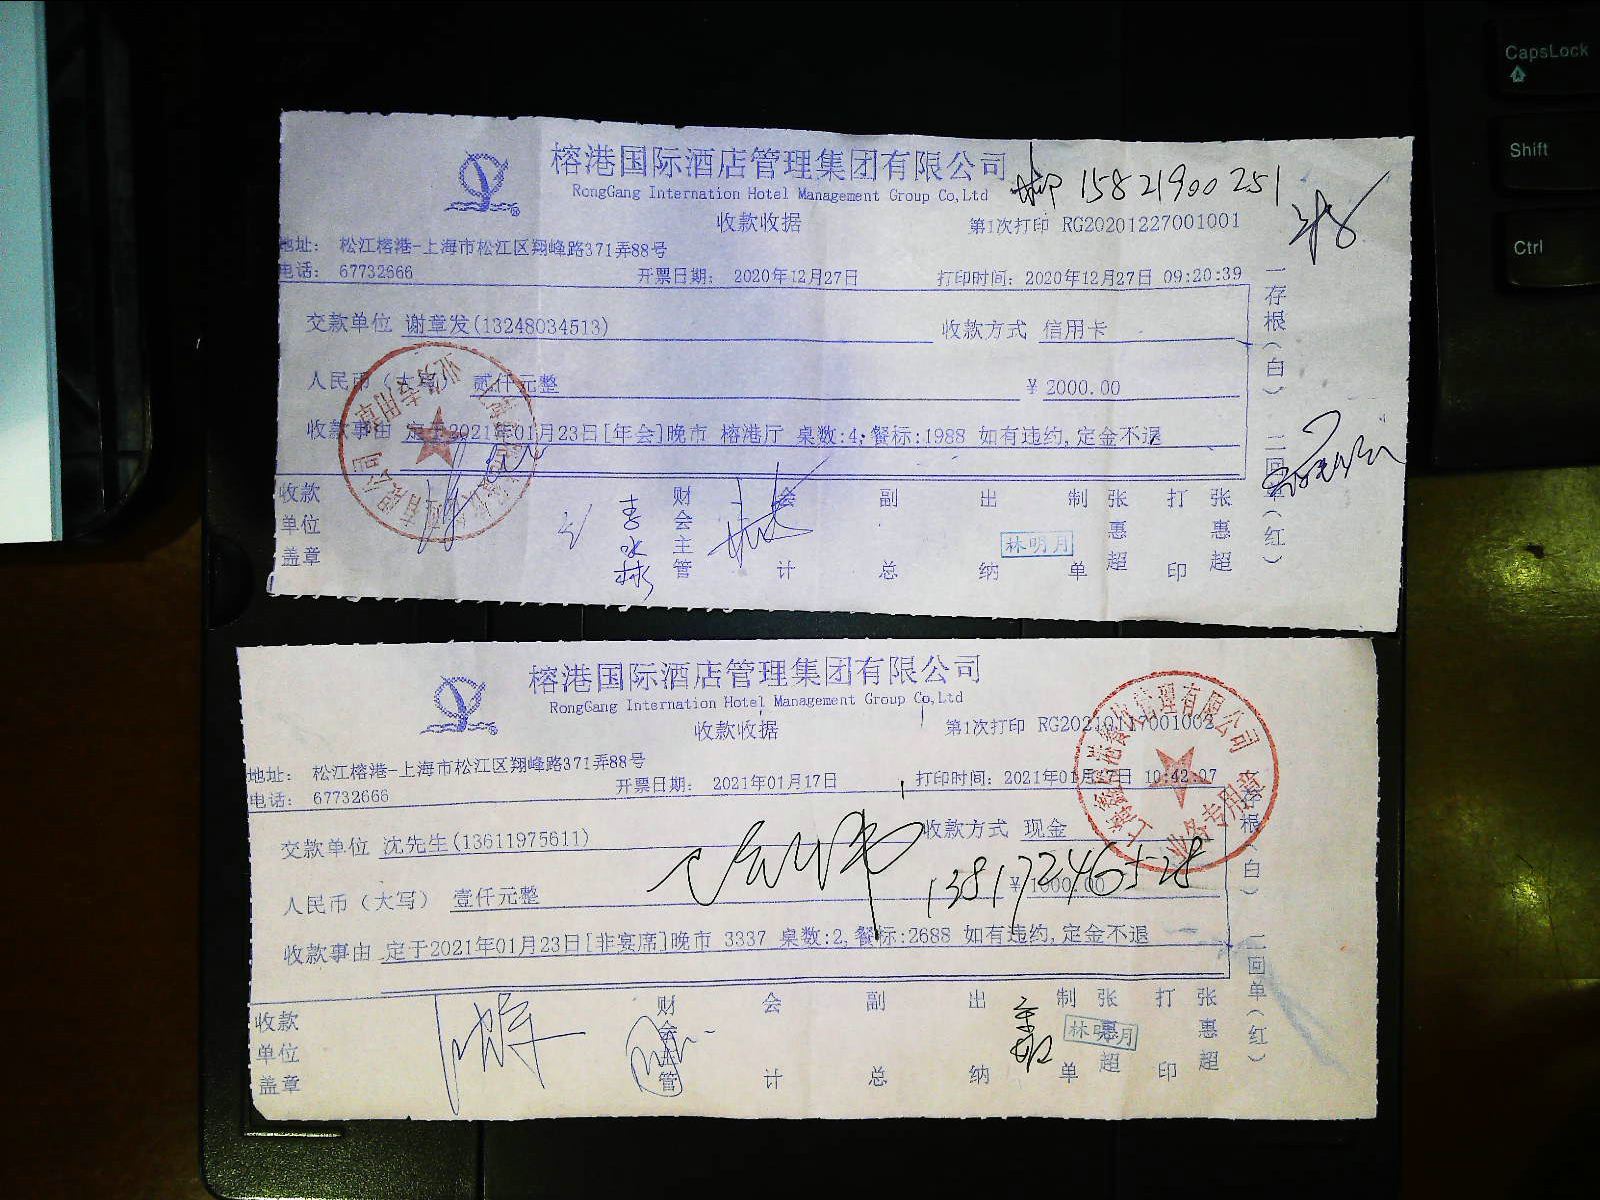 榕港国际酒店管理集团有限公司
RongGang Internation Hotel Management Group Co,Ltd
15821900251
收款收据
第1次打印 RG20201227001001
地址: 松江榕港-上海市松江区翔峰路371弄88号
电话: 67732666
开票日期: 2020年12月27日
打印时间: 2020年12月27日 09:20:39
交款单位 谢章发(13248034513)
收款方式 信用卡
人民币(大写) 贰仟元整
¥ 2000.00
收款事由 定于2021年01月23日[年会]晚市 榕港厅 桌数:4,餐标:1988 如有违约,定金不退
一存根(白) 二回单(红)
收款单位盖章
财会主管
会计
副总
出纳
林明月
制单 张惠超
打印 张惠超
榕港国际酒店管理集团有限公司
RongGang Internation Hotel Management Group Co,Ltd
收款收据
第1次打印 RG20210117001002
地址: 松江榕港-上海市松江区翔峰路371弄88号
电话: 67732666
开票日期: 2021年01月17日
打印时间: 2021年01月17日 10:42:07
交款单位 沈先生(13611975611)
收款方式 现金
人民币(大写) 壹仟元整
¥ 1000.00
13817246528
收款事由 定于2021年01月23日[非宴席]晚市 3337 桌数:2,餐标:2688 如有违约,定金不退
存根(白) 二回单(红)
业务专用章
收款单位盖章
财会主管
会计
副总
出纳
林明月
制单 张惠超
打印 张惠超
CapsLock
Shift
Ctrl